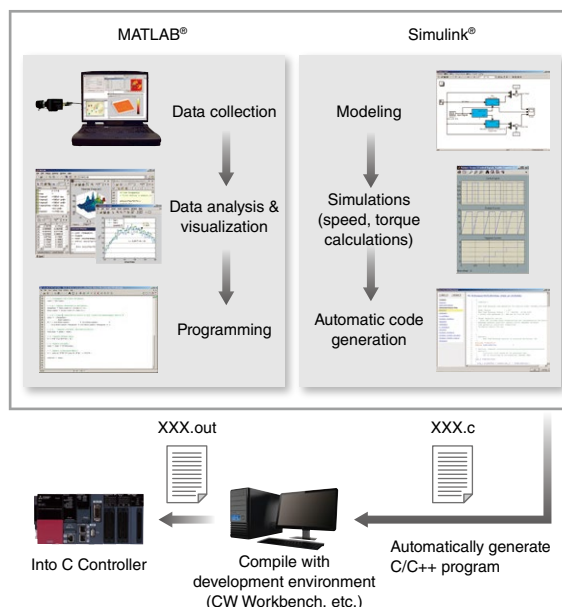 MATLAB®
Data collection
Data analysis &
visualization
Programming
Simulink®
Modeling
Simulations
(speed, torque
calculations)
Automatic code
generation
XXX.out
XXX.c
Into C Controller
Compile with
development environment
(CW Workbench, etc.)
Automatically generate
C/C++ program